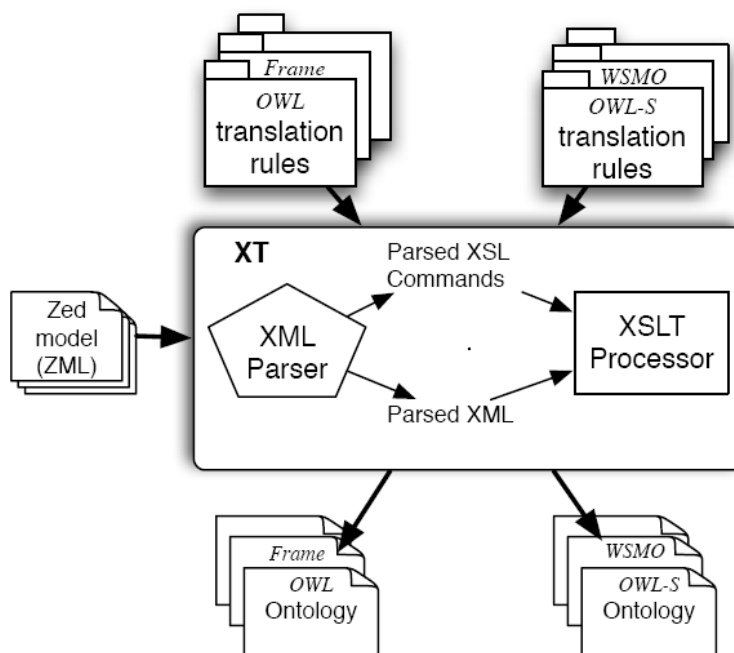 Frame
OWL
translation
rules
WSMO
OWL-S
translation
rules
XT
Parsed XSL
Commands
Zed
model
(ZML)
XML
Parser
XSLT
Processor
Parsed XML
Frame
OWL
Ontology
WSMO
OWL-S
Ontology